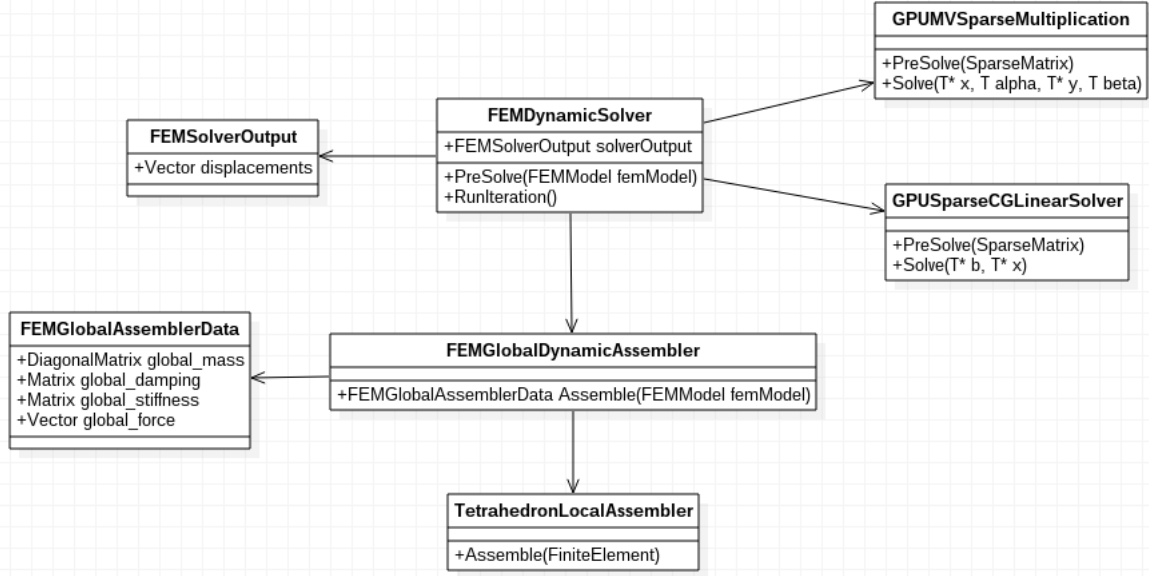 GPUMVSparseMultiplication
+PreSolve(SparseMatrix)
+Solve(T* x, T alpha, T* y, T beta)
FEMDynamicSolver
+FEMSolverOutput solverOutput
+PreSolve(FEMModel femModel)
+RunIteration()
FEMSolverOutput
+Vector displacements
GPUSparseCGLinearSolver
+PreSolve(SparseMatrix)
+Solve(T* b, T* x)
FEMGlobalAssemblerData
+DiagonalMatrix global_mass
+Matrix global_damping
+Matrix global_stiffness
+Vector global_force
FEMGlobalDynamicAssembler
+FEMGlobalAssemblerData Assemble(FEMModel femModel)
TetrahedronLocalAssembler
+Assemble(FiniteElement)